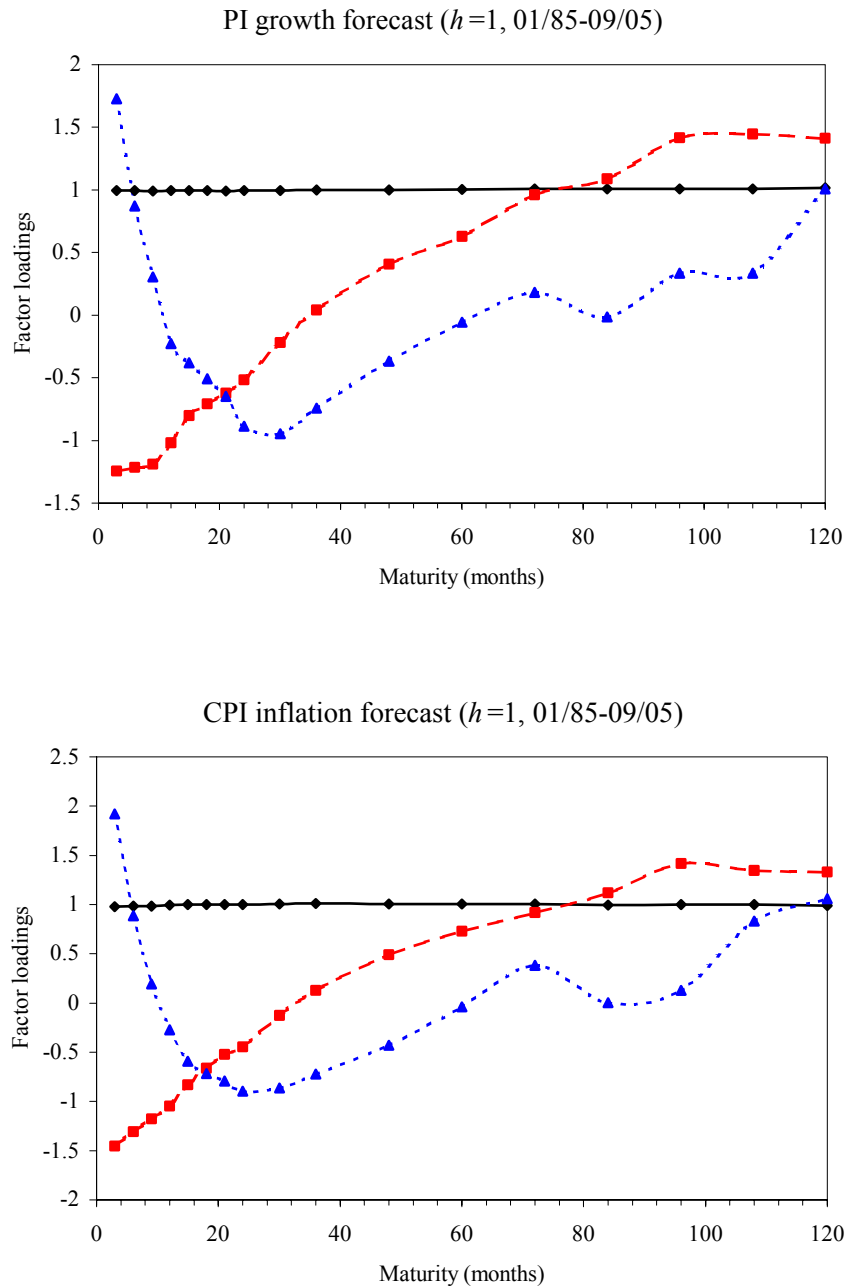 PI growth forecast (h=1, 01/85-09/05)
2
1.5
1
0.5
0
-0.5
-1
-1.5
Factor loadings
0 20 40 60 80 100 120
Maturity (months)
CPI inflation forecast (h=1, 01/85-09/05)
2.5
2
1.5
1
0.5
0
-0.5
-1
-1.5
-2
Factor loadings
0 20 40 60 80 100 120
Maturity (months)